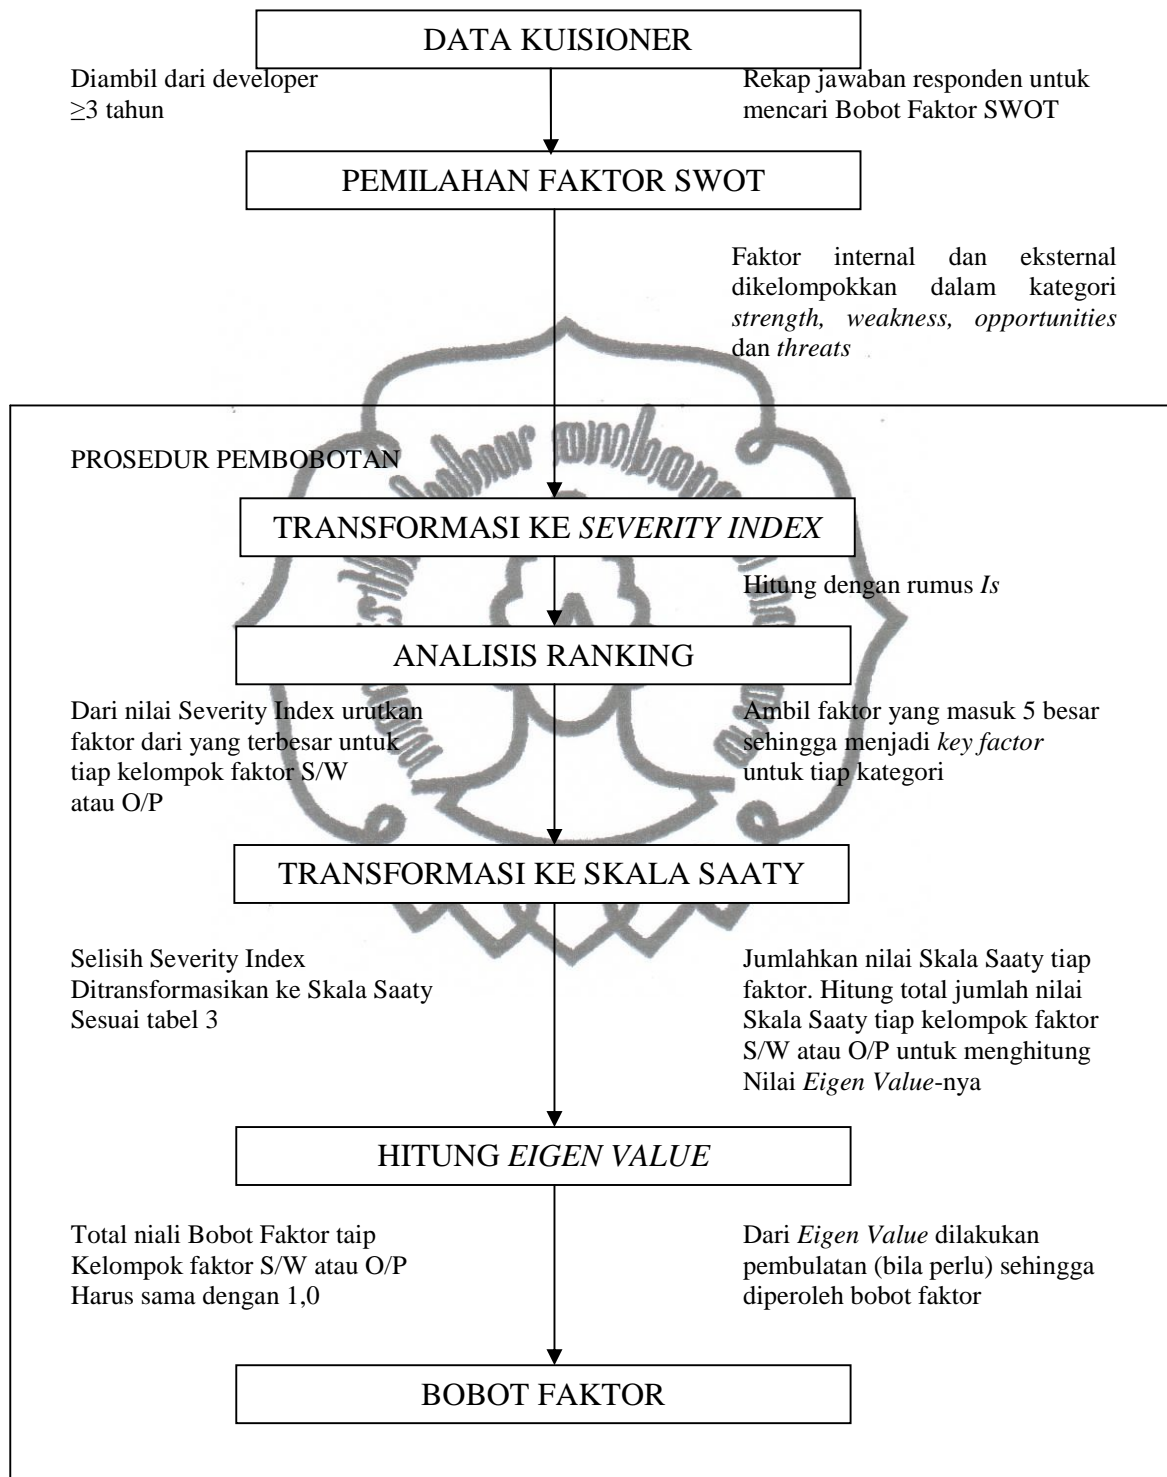 DATA KUISIONER
Diambil dari developer
≥3 tahun
Rekap jawaban responden untuk
mencari Bobot Faktor SWOT
PEMILAHAN FAKTOR SWOT
Faktor internal dan eksternal
dikelompokkan dalam kategori
strength, weakness, opportunities
dan threats
PROSEDUR PEMBOBOTAN
TRANSFORMASI KE SEVERITY INDEX
Hitung dengan rumus Is
ANALISIS RANKING
Dari nilai Severity Index urutkan
faktor dari yang terbesar untuk
tiap kelompok faktor S/W
atau O/P
Ambil faktor yang masuk 5 besar
sehingga menjadi key factor
untuk tiap kategori
TRANSFORMASI KE SKALA SAATY
Selisih Severity Index
Ditransformasikan ke Skala Saaty
Sesuai tabel 3
Jumlahkan nilai Skala Saaty tiap
faktor. Hitung total jumlah nilai
Skala Saaty tiap kelompok faktor
S/W atau O/P untuk menghitung
Nilai Eigen Value-nya
HITUNG EIGEN VALUE
Total niali Bobot Faktor taip
Kelompok faktor S/W atau O/P
Harus sama dengan 1,0
Dari Eigen Value dilakukan
pembulatan (bila perlu) sehingga
diperoleh bobot faktor
BOBOT FAKTOR